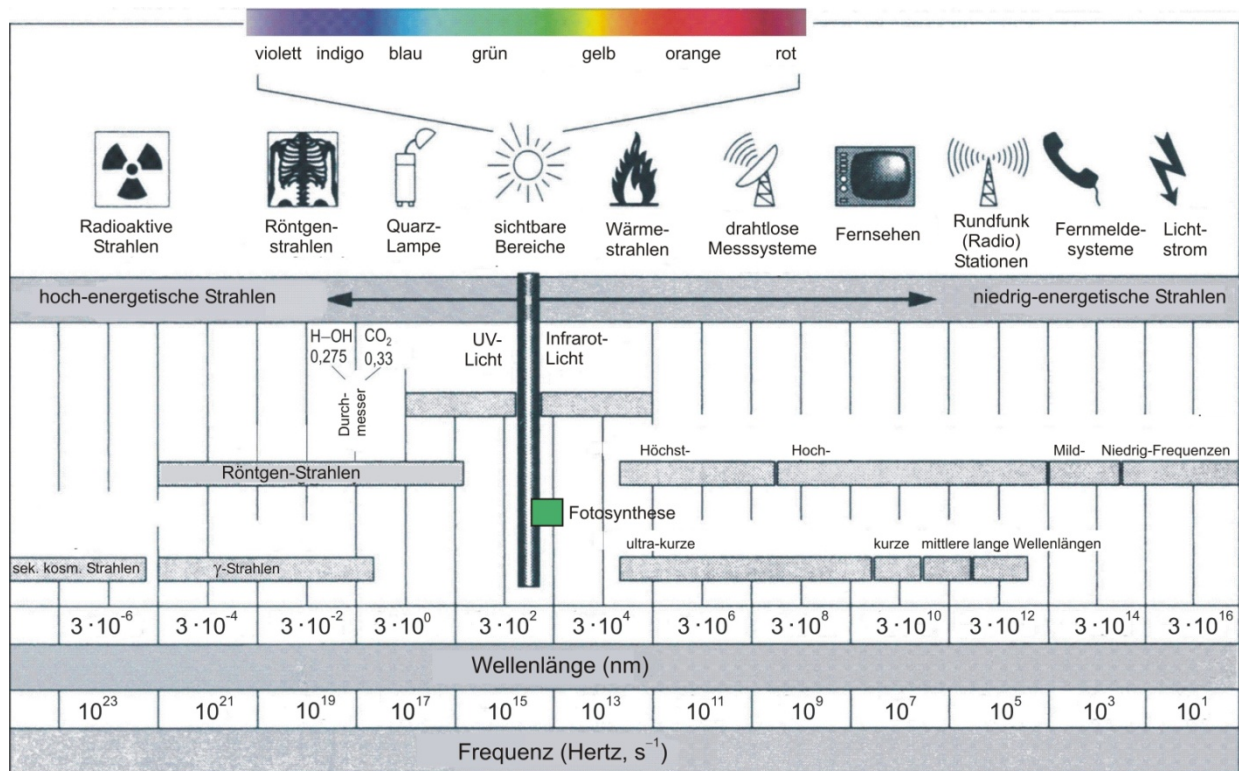 violett indigo blau grün gelb orange rot
Radioaktive
Strahlen
Röntgen-
strahlen
Quarz-
Lampe
sichtbare
Bereiche
Wärme-
strahlen
drahtlose
Messsysteme
Fernsehen
Rundfunk
(Radio)
Stationen
Fernmelde-
systeme
Licht-
strom
hoch-energetische Strahlen
niedrig-energetische Strahlen
H–OH
0,275
CO₂
0,33
Durch-
messer
UV-
Licht
Infrarot-
Licht
Röntgen-Strahlen
Höchst- Hoch- Mild- Niedrig-Frequenzen
Fotosynthese
sek. kosm. Strahlen
γ-Strahlen
ultra-kurze kurze mittlere lange Wellenlängen
3·10⁻⁶ 3·10⁻⁴ 3·10⁻² 3·10⁰ 3·10² 3·10⁴ 3·10⁶ 3·10⁸ 3·10¹⁰ 3·10¹² 3·10¹⁴ 3·10¹⁶
Wellenlänge (nm)
10²³ 10²¹ 10¹⁹ 10¹⁷ 10¹⁵ 10¹³ 10¹¹ 10⁹ 10⁷ 10⁵ 10³ 10¹
Frequenz (Hertz, s⁻¹)